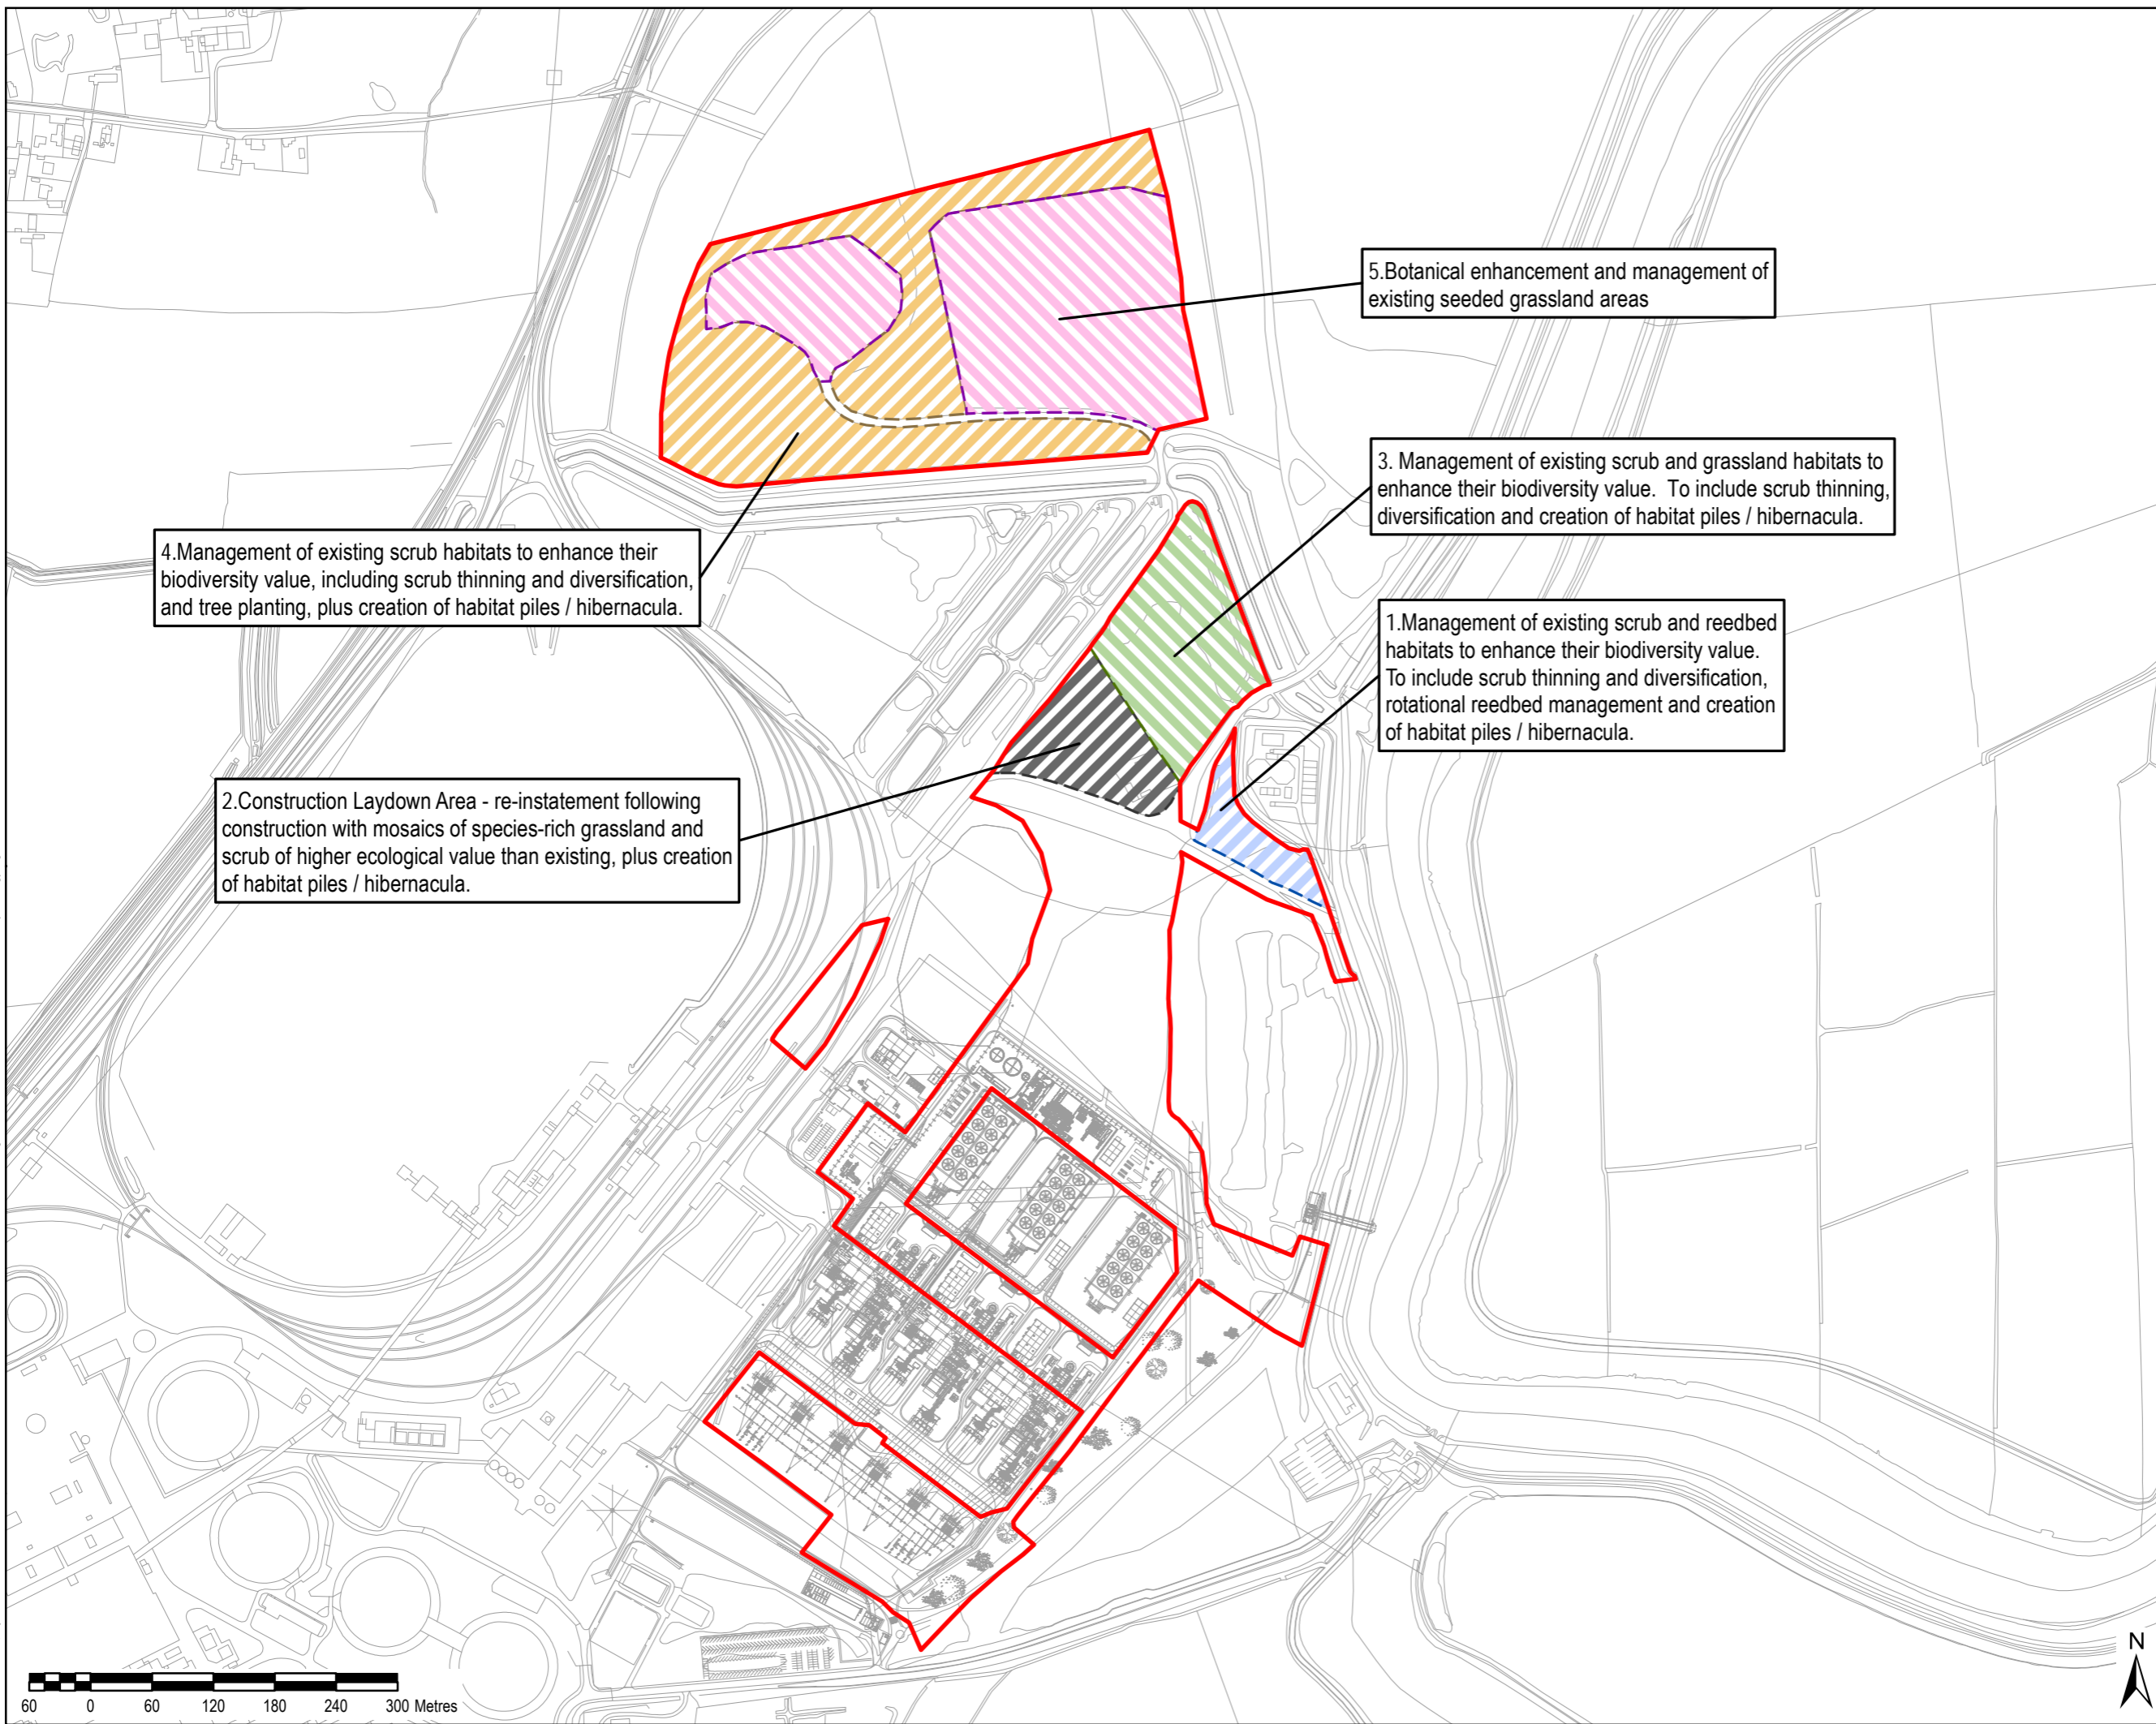 5.Botanical enhancement and management of
existing seeded grassland areas
3. Management of existing scrub and grassland habitats to
enhance their biodiversity value. To include scrub thinning,
diversification and creation of habitat piles / hibernacula.
4.Management of existing scrub habitats to enhance their
biodiversity value, including scrub thinning and diversification,
and tree planting, plus creation of habitat piles / hibernacula.
1.Management of existing scrub and reedbed
habitats to enhance their biodiversity value.
To include scrub thinning and diversification,
rotational reedbed management and creation
of habitat piles / hibernacula.
2.Construction Laydown Area - re-instatement following
construction with mosaics of species-rich grassland and
scrub of higher ecological value than existing, plus creation
of habitat piles / hibernacula.
N
60 0 60 120 180 240 300 Metres